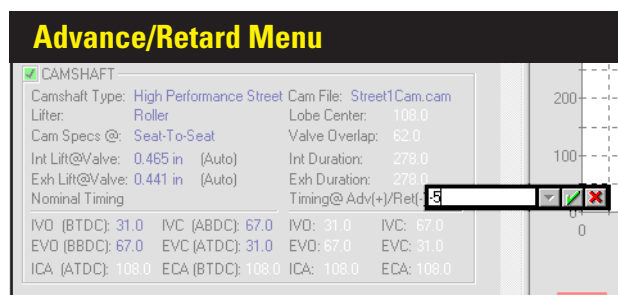 Advance/Retard Menu
CAMSHAFT
Camshaft Type: High Performance Street Cam File: Street1Cam.cam
Lifter: Roller Lobe Center: 108.0
Cam Specs @: Seat-To-Seat Valve Overlap: 62.0
Int Lift@Valve: 0.465 in (Auto) Int Duration: 278.0
Exh Lift@Valve: 0.441 in (Auto) Exh Duration: 278.0
Nominal Timing Timing@ Adv(+)/Ret(- -5
IVO (BTDC): 31.0 IVC (ABDC): 67.0 IVO: 31.0 IVC: 67.0
EVO (BBDC): 67.0 EVC (ATDC): 31.0 EVO: 67.0 EVC: 31.0
ICA (ATDC): 108.0 ECA (BTDC): 108.0 ICA: 108.0 ECA: 108.0
200
100
0
0